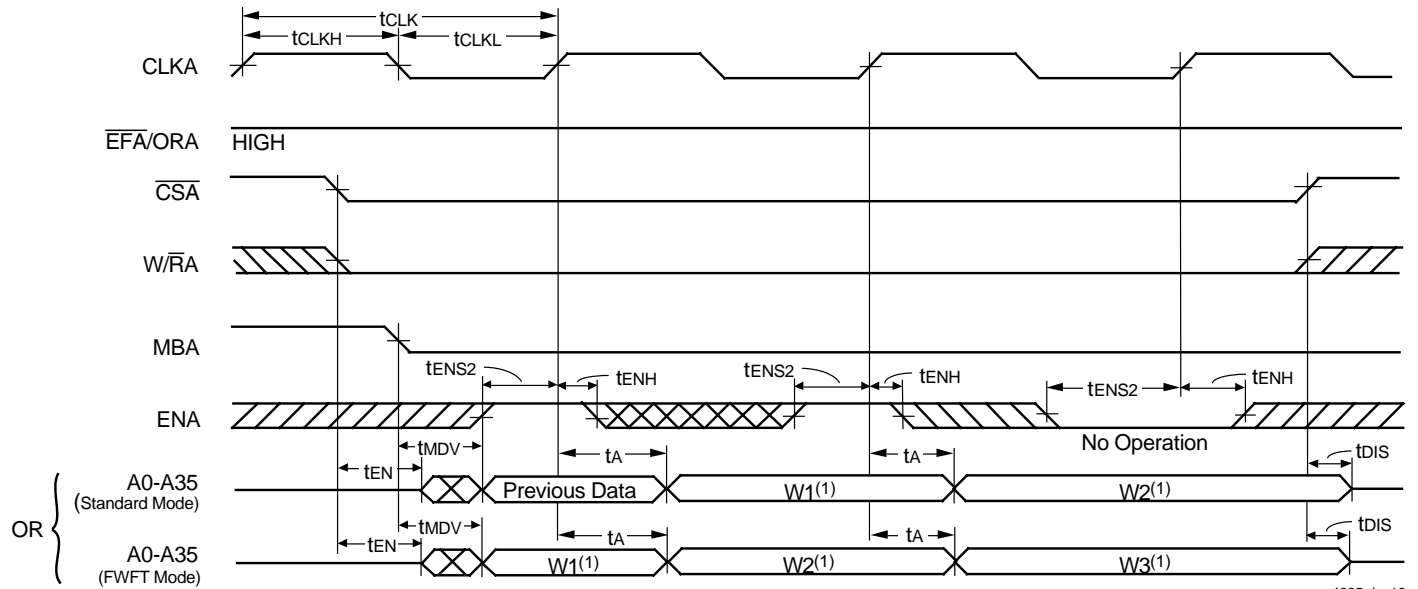 tCLK
tCLKH
tCLKL
CLKA
EFA/ORA
HIGH
CSA
W/RA
MBA
tENS2
tENH
tENS2
tENH
tENS2
tENH
ENA
No Operation
tMDV
tA
tA
tDIS
tEN
A0-A35
(Standard Mode)
Previous Data
W1(1)
W2(1)
OR
tMDV
tA
tA
tDIS
tEN
A0-A35
(FWFT Mode)
W1(1)
W2(1)
W3(1)